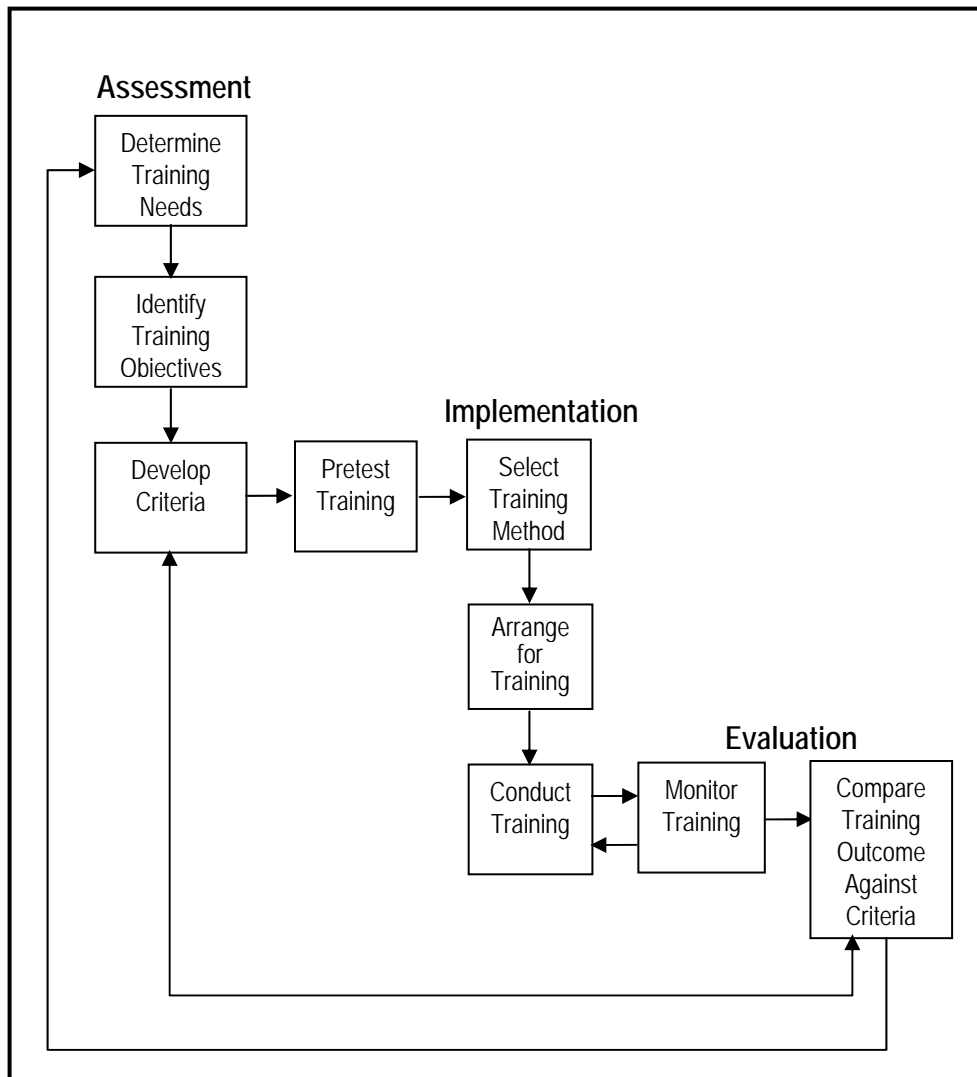 Assessment
Determine
Training
Needs
Identify
Training
Obiectives
Develop
Criteria
Pretest
Training
Implementation
Select
Training
Method
Arrange
for
Training
Conduct
Training
Evaluation
Monitor
Training
Compare
Training
Outcome
Against
Criteria